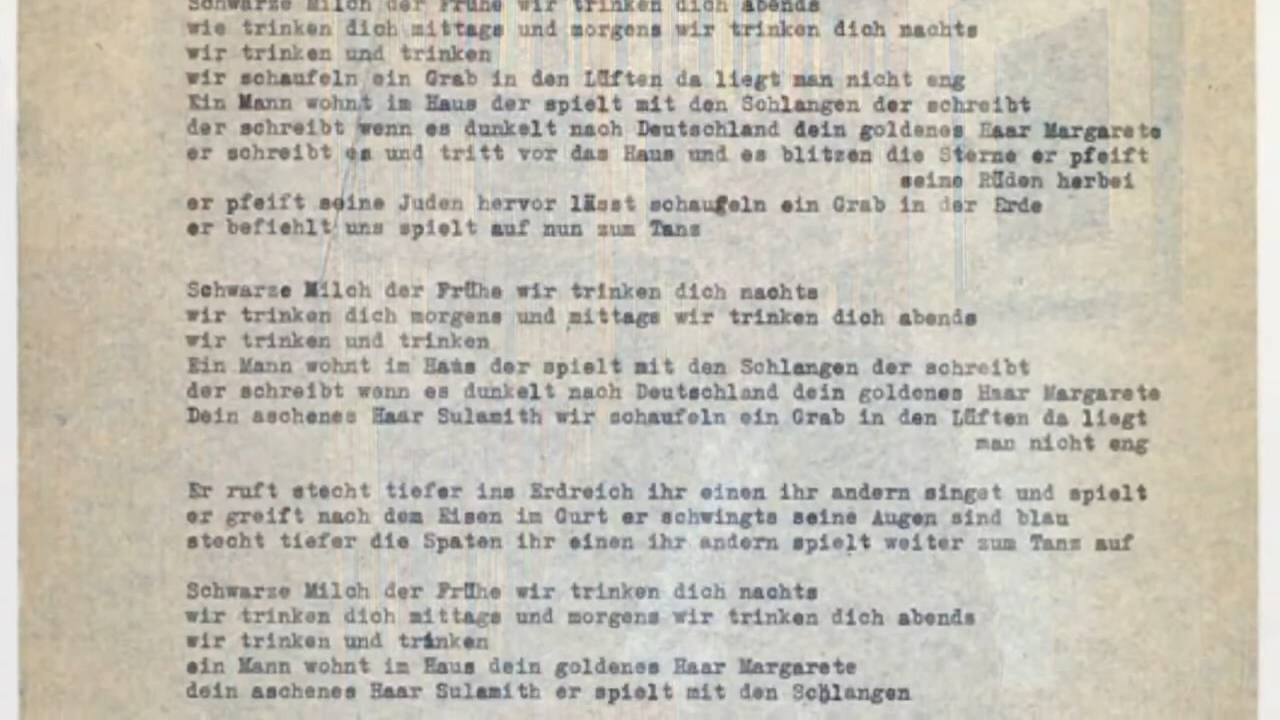 Schwarze Milch der Frühe wir trinken dich abends
wie trinken dich mittags und morgens wir trinken dich nachts
wir trinken und trinken
wir schaufeln ein Grab in den Lüften da liegt man nicht eng
Ein Mann wohnt im Haus der spielt mit den Schlangen der schreibt
der schreibt wenn es dunkelt nach Deutschland dein goldenes Haar Margarete
er schreibt es und tritt vor das Haus und es blitzen die Sterne er pfeift
seine Rüden herbei
er pfeift seine Juden hervor lässt schaufeln ein Grab in der Erde
er befiehlt uns spielt auf nun zum Tanz
Schwarze Milch der Frühe wir trinken dich nachts
wir trinken dich morgens und mittags wir trinken dich abends
wir trinken und trinken
Ein Mann wohnt im Haus der spielt mit den Schlangen der schreibt
der schreibt wenn es dunkelt nach Deutschland dein goldenes Haar Margarete
Dein aschenes Haar Sulamith wir schaufeln ein Grab in den Lüften da liegt
man nicht eng
Er ruft stecht tiefer ins Erdreich ihr einen ihr andern singet und spielt
er greift nach dem Eisen im Gurt er schwingts seine Augen sind blau
stecht tiefer die Spaten ihr einen ihr andern spielt weiter zum Tanz auf
Schwarze Milch der Frühe wir trinken dich nachts
wir trinken dich mittags und morgens wir trinken dich abends
wir trinken und trinken
ein Mann wohnt im Haus dein goldenes Haar Margarete
dein aschenes Haar Sulamith er spielt mit den Schlangen